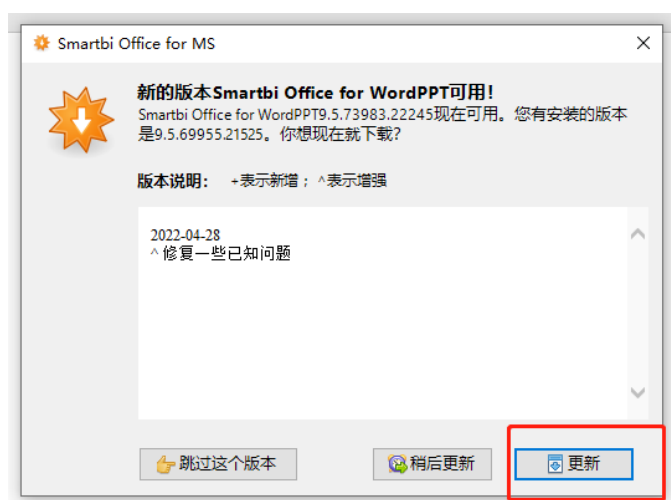 Smartbi Office for MS
新的版本Smartbi Office for WordPPT可用!
Smartbi Office for WordPPT9.5.73983.22245现在可用。您有安装的版本
是9.5.69955.21525。你想现在就下载?
版本说明: +表示新增; ^表示增强
2022-04-28
^修复一些已知问题
跳过这个版本 稍后更新 更新